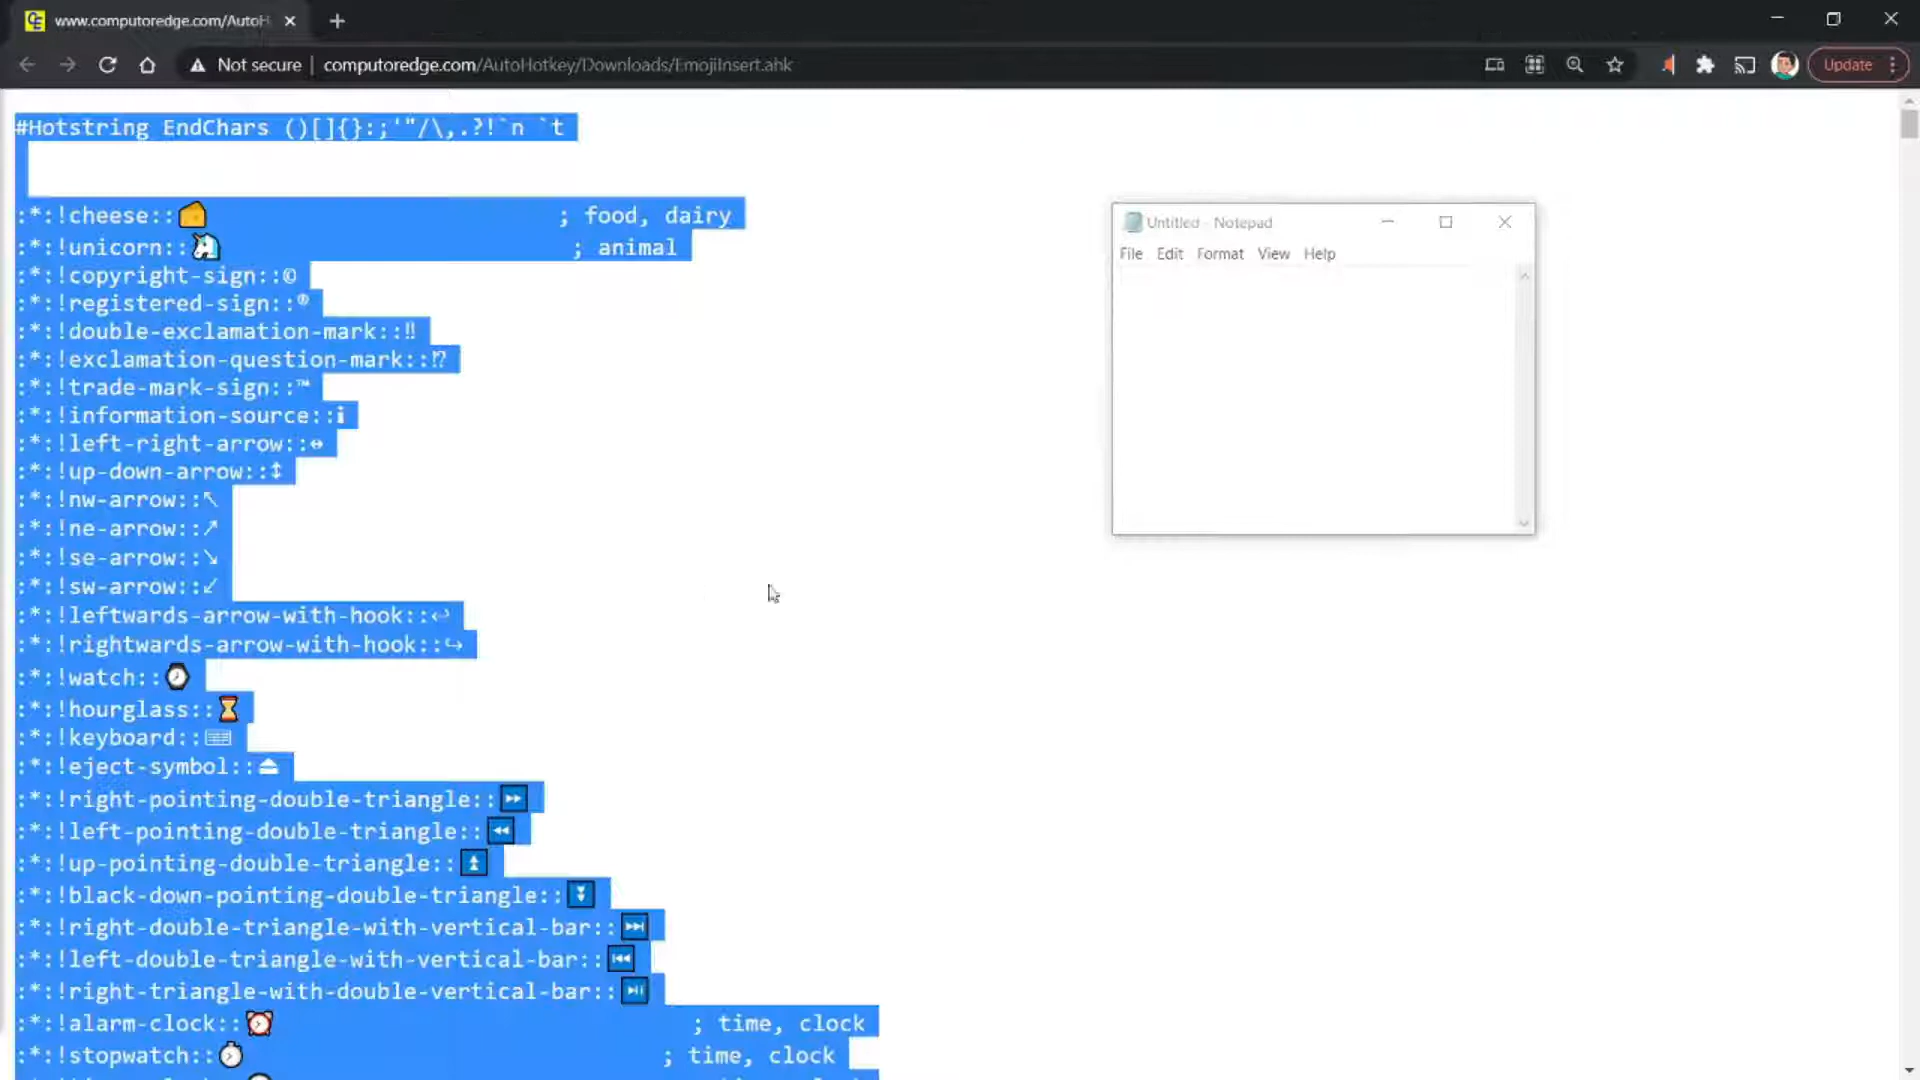 www.computoredge.com/AutoH
Not secure | computoredge.com/AutoHotkey/Downloads/EmojiInsert.ahk
Update
#Hotstring EndChars ()[]{}:;'"/\,.?!`n `t
:*:!cheese::🧀 ; food, dairy
:*:!unicorn::🦄 ; animal
:*:!copyright-sign::©
:*:!registered-sign::®
:*:!double-exclamation-mark::‼
:*:!exclamation-question-mark::⁉
:*:!trade-mark-sign::™
:*:!information-source::ℹ
:*:!left-right-arrow::↔
:*:!up-down-arrow::↕
:*:!nw-arrow::↖
:*:!ne-arrow::↗
:*:!se-arrow::↘
:*:!sw-arrow::↙
:*:!leftwards-arrow-with-hook::↩
:*:!rightwards-arrow-with-hook::↪
:*:!watch::⌚
:*:!hourglass::⌛
:*:!keyboard::⌨
:*:!eject-symbol::⏏
:*:!right-pointing-double-triangle::⏩
:*:!left-pointing-double-triangle::⏪
:*:!up-pointing-double-triangle::⏫
:*:!black-down-pointing-double-triangle::⏬
:*:!right-double-triangle-with-vertical-bar::⏭
:*:!left-double-triangle-with-vertical-bar::⏮
:*:!right-triangle-with-double-vertical-bar::⏯
:*:!alarm-clock::⏰ ; time, clock
:*:!stopwatch::⏱ ; time, clock
Untitled - Notepad
File Edit Format View Help